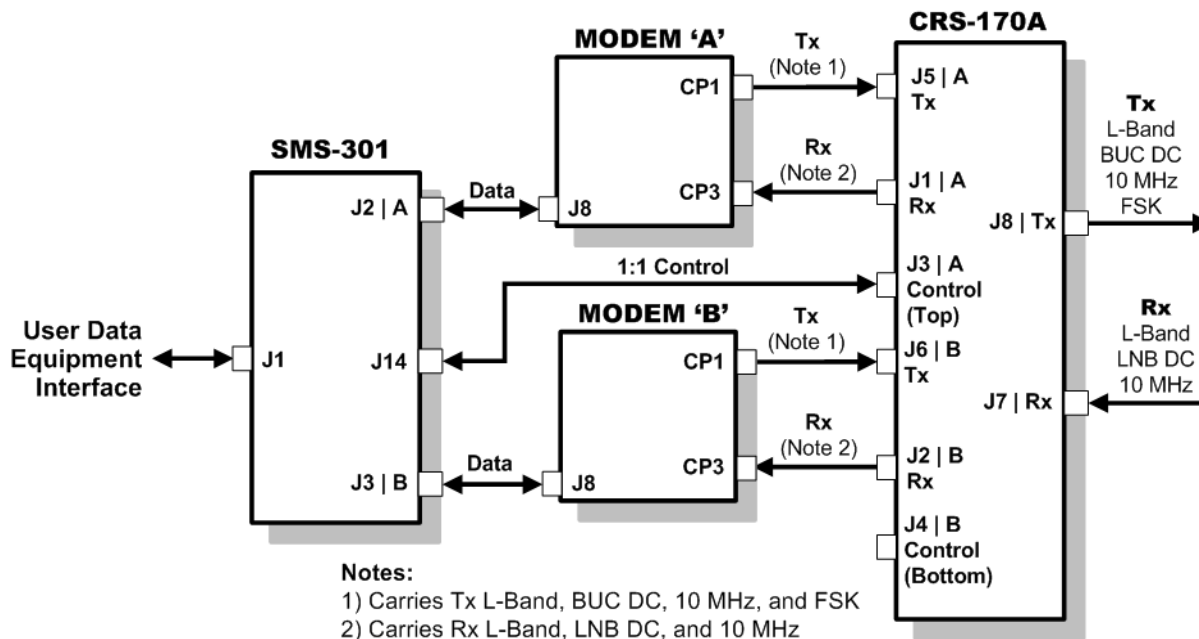 CRS-170A
MODEM ‘A’
Tx
(Note 1)
CP1
J5 | A
Tx
Tx
L-Band
BUC DC
10 MHz
FSK
SMS-301
Rx
(Note 2)
J2 | A
Data
J8
CP3
J1 | A
Rx
J8 | Tx
1:1 Control
J3 | A
Control
(Top)
MODEM ‘B’
Tx
(Note 1)
Rx
L-Band
LNB DC
10 MHz
User Data
Equipment
Interface
J1
J14
CP1
J6 | B
Tx
J7 | Rx
Rx
(Note 2)
J3 | B
Data
J8
CP3
J2 | B
Rx
J4 | B
Control
(Bottom)
Notes:
1) Carries Tx L-Band, BUC DC, 10 MHz, and FSK
2) Carries Rx L-Band, LNB DC, and 10 MHz